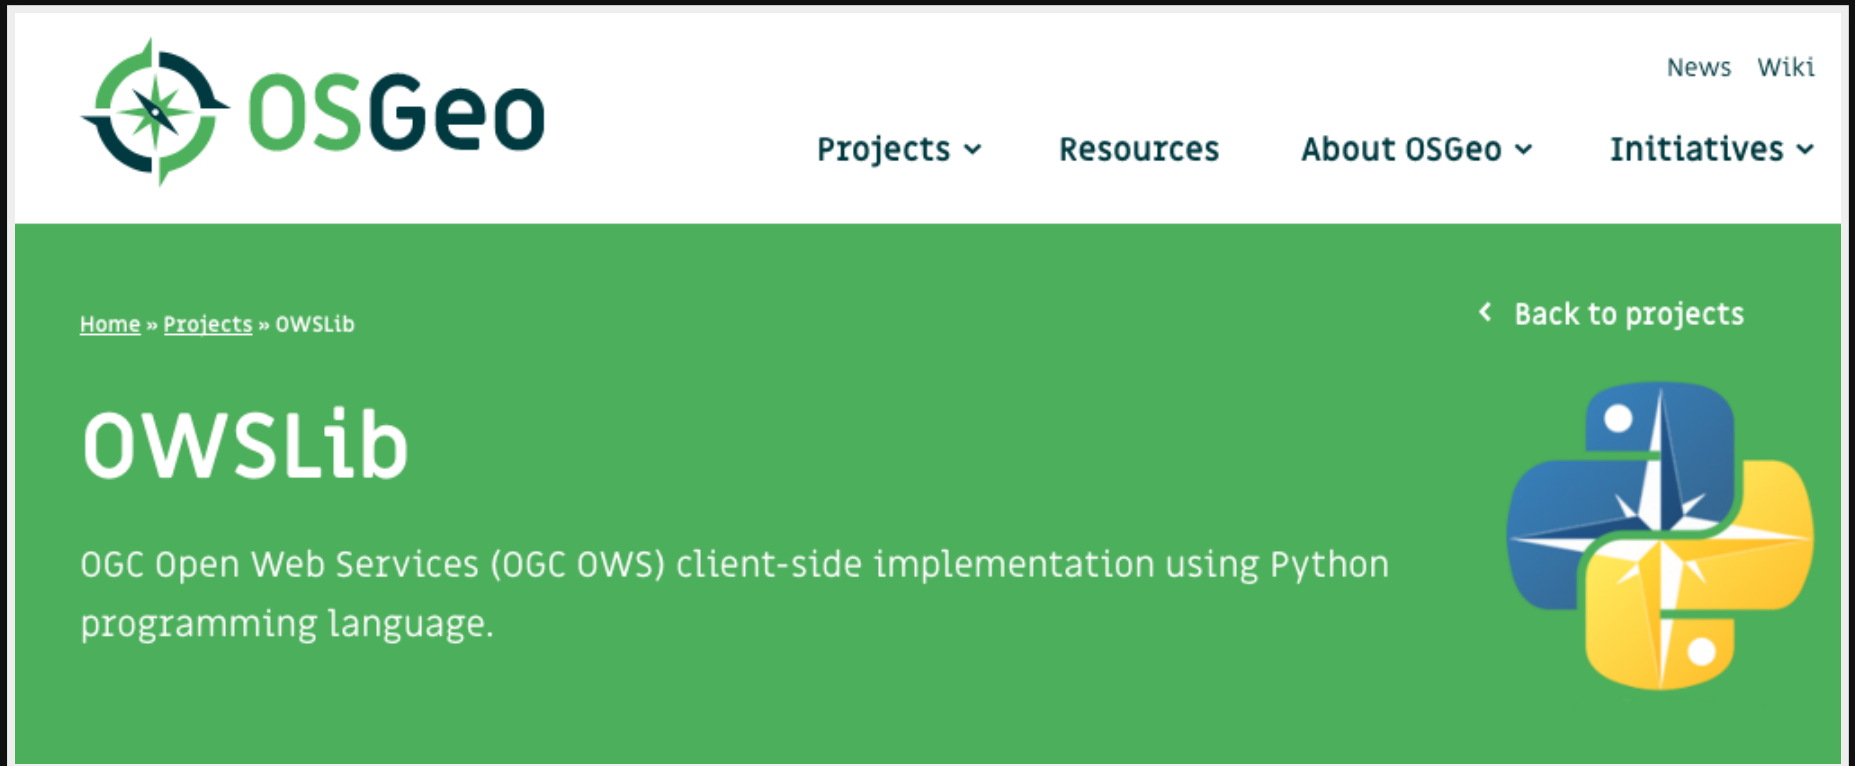 OSGeo
News Wiki
Projects Resources About OSGeo Initiatives
Home » Projects » OWSLib
Back to projects
OWSLib
OGC Open Web Services (OGC OWS) client-side implementation using Python
programming language.